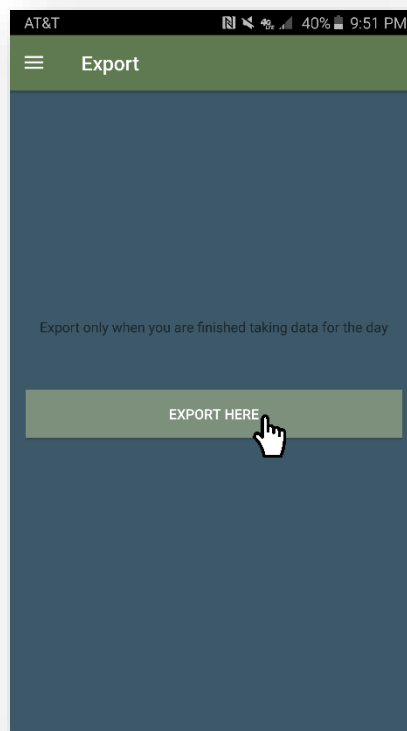 AT&T 40% 9:51 PM
Export
Export only when you are finished taking data for the day
EXPORT HERE